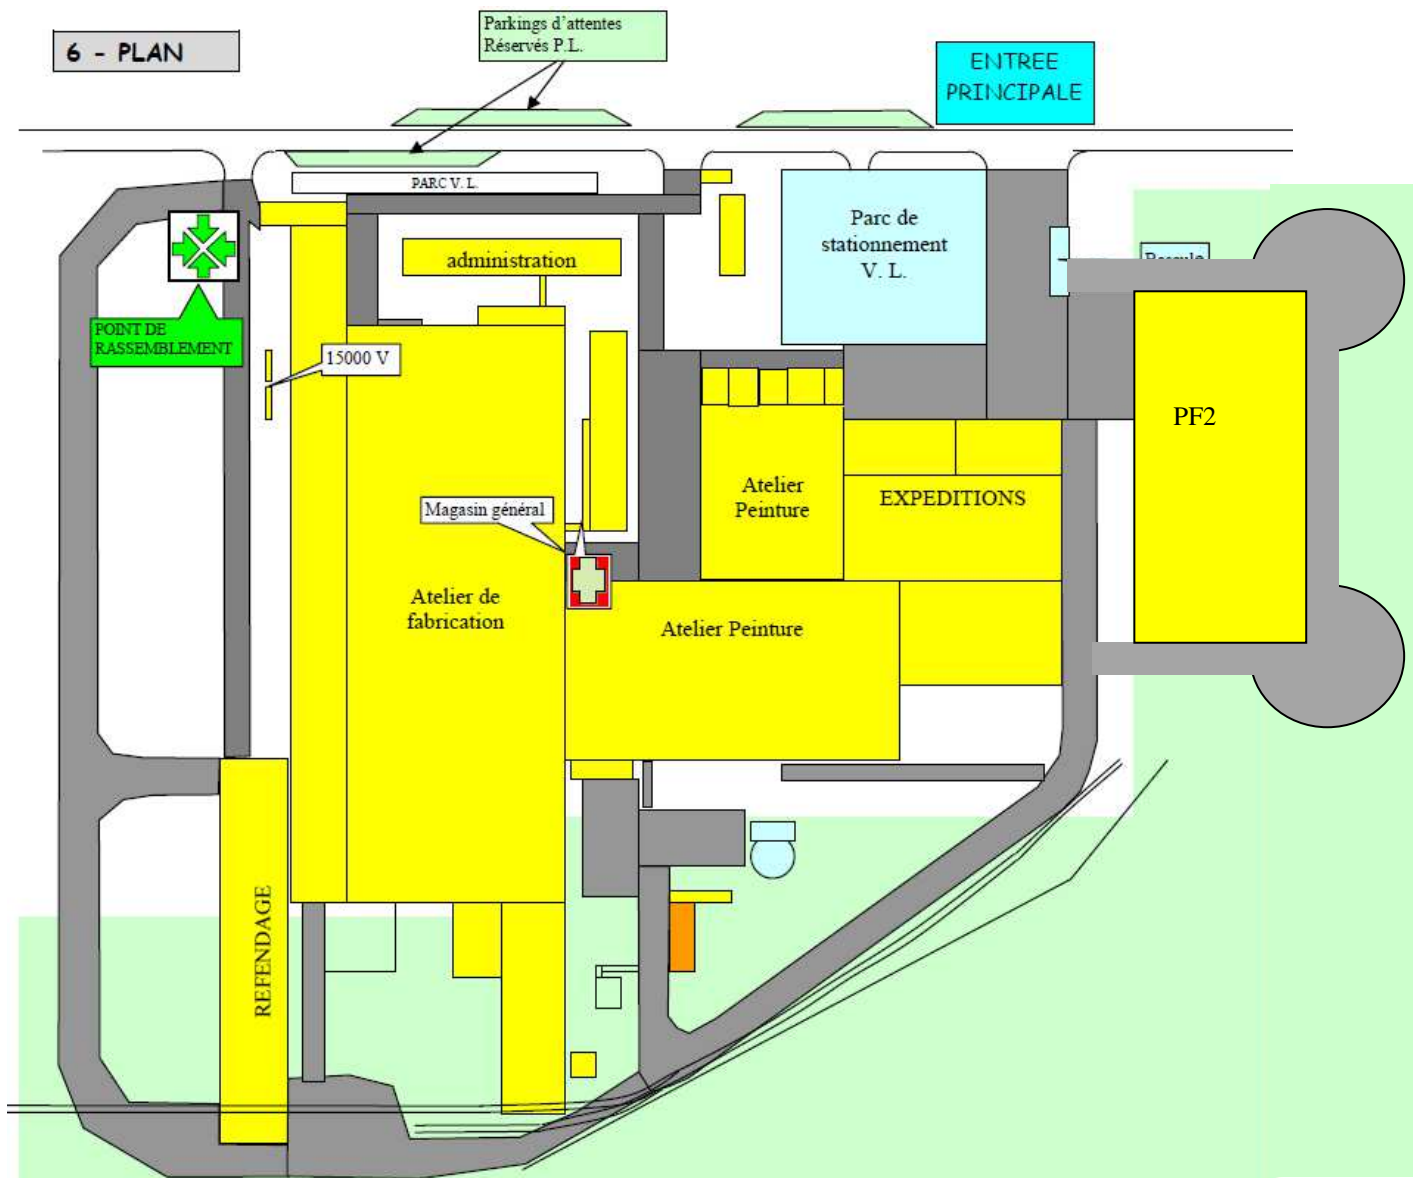 6 - PLAN
Parkings d'attentes
Réservés P.L.
ENTREE
PRINCIPALE
PARC V. L.
Parc de
stationnement
V. L.
administration
POINT DE
RASSEMBLEMENT
15000 V
PF2
Magasin général
Atelier
Peinture
EXPEDITIONS
Atelier de
fabrication
Atelier Peinture
REFENDAGE